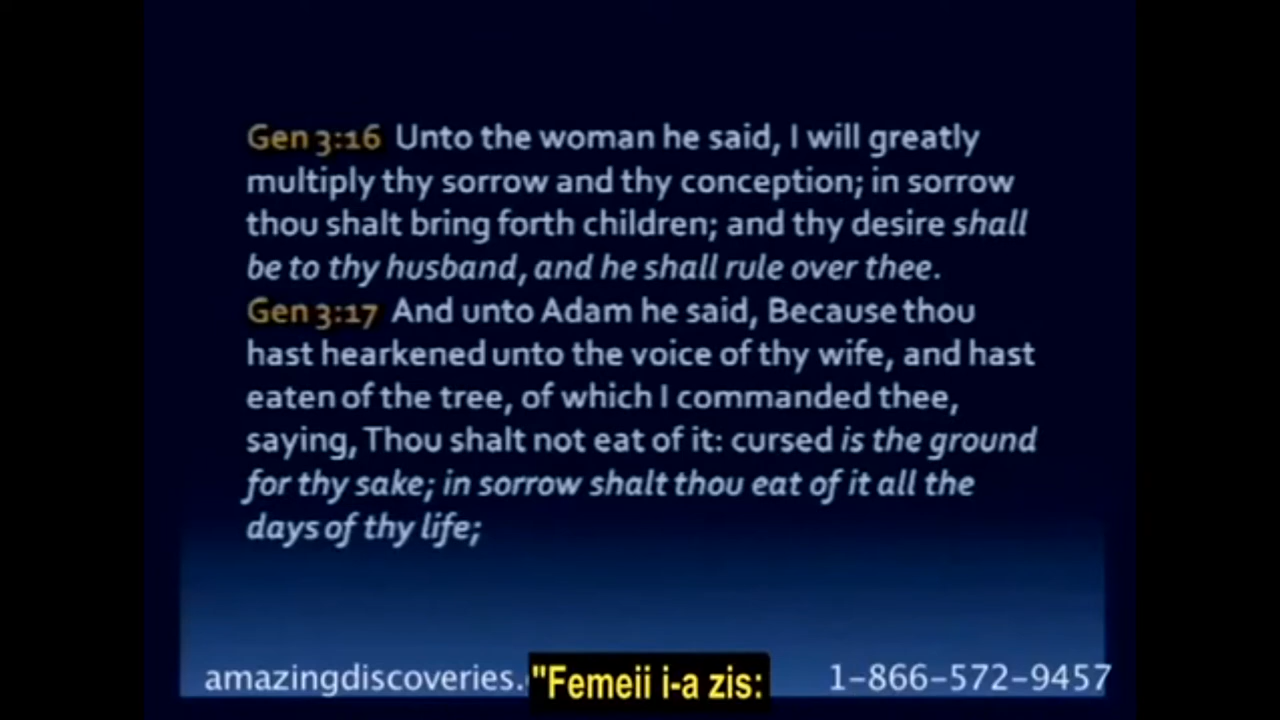 Gen 3:16 Unto the woman he said, I will greatly
multiply thy sorrow and thy conception; in sorrow
thou shalt bring forth children; and thy desire shall
be to thy husband, and he shall rule over thee.
Gen 3:17 And unto Adam he said, Because thou
hast hearkened unto the voice of thy wife, and hast
eaten of the tree, of which I commanded thee,
saying, Thou shalt not eat of it: cursed is the ground
for thy sake; in sorrow shalt thou eat of it all the
days of thy life;
amazingdiscoveries. 1-866-572-9457
"Femeii i-a zis: